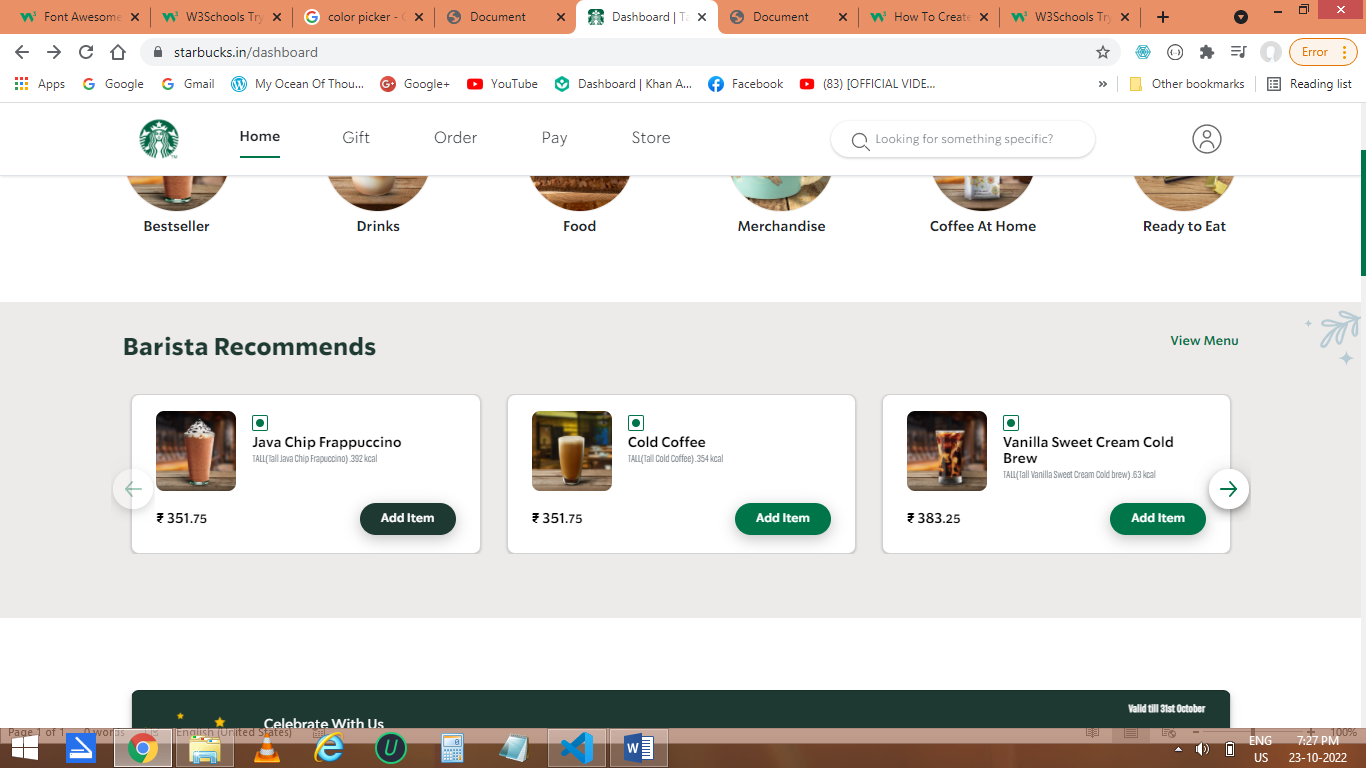 Font Awesome
W3Schools Try
color picker - G
Document
Dashboard | Ta
Document
How To Create
W3Schools Try
starbucks.in/dashboard
Error
Apps
Google
Gmail
My Ocean Of Thou...
Google+
YouTube
Dashboard | Khan A...
Facebook
(83) [OFFICIAL VIDE...
»
Other bookmarks
Reading list
Home
Gift
Order
Pay
Store
Looking for something specific?
Bestseller
Drinks
Food
Merchandise
Coffee At Home
Ready to Eat
Barista Recommends
View Menu
Java Chip Frappuccino
TALL(Tall Java Chip Frapuccino) .392 kcal
₹ 351.75
Add Item
Cold Coffee
TALL(Tall Cold Coffee) .354 kcal
₹ 351.75
Add Item
Vanilla Sweet Cream Cold
Brew
TALL(Tall Vanilla Sweet Cream Cold brew) .63 kcal
₹ 383.25
Add Item
Valid till 31st October
Celebrate With Us
Page 1 of 1
0 words
English (United States)
100%
ENG
US
7:27 PM
23-10-2022